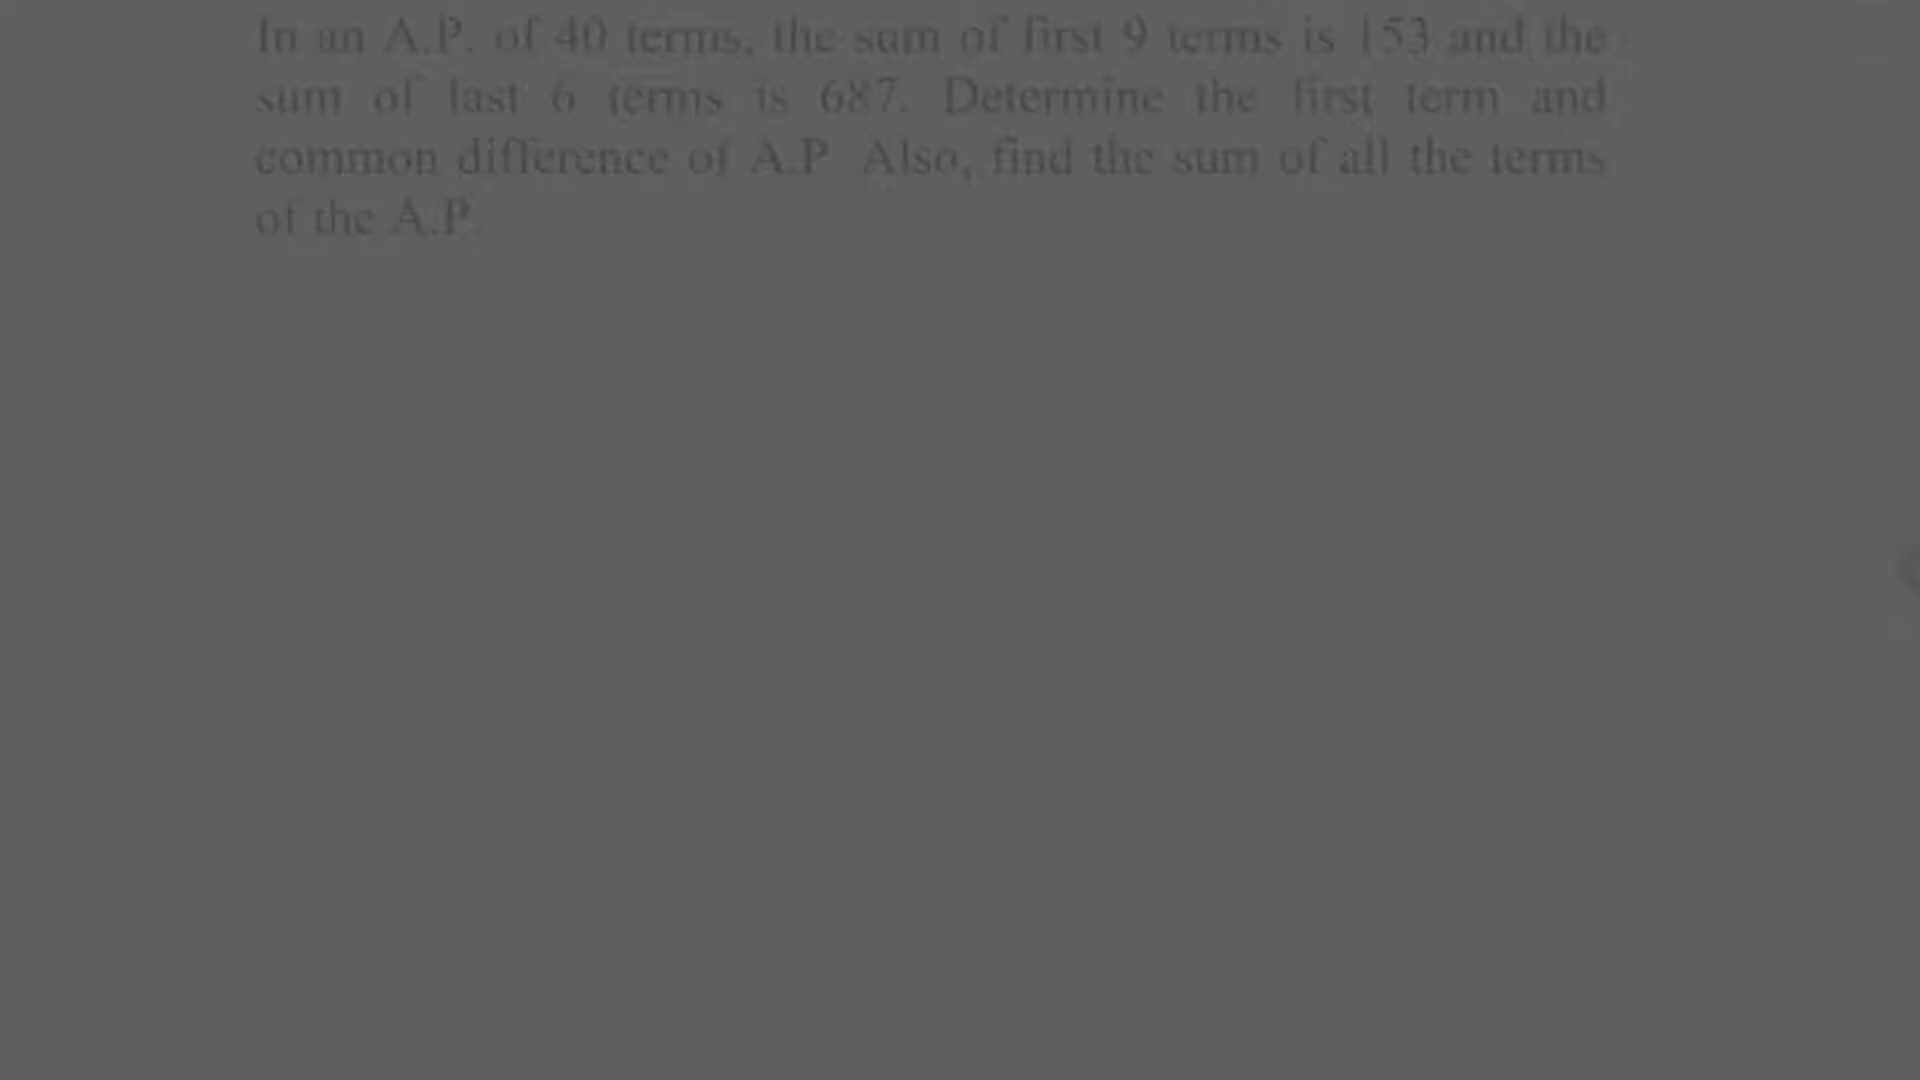 In an A.P. of 40 terms, the sum of first 9 terms is 153 and the
sum of last 6 terms is 687. Determine the first term and
common difference of A.P. Also, find the sum of all the terms
of the A.P.